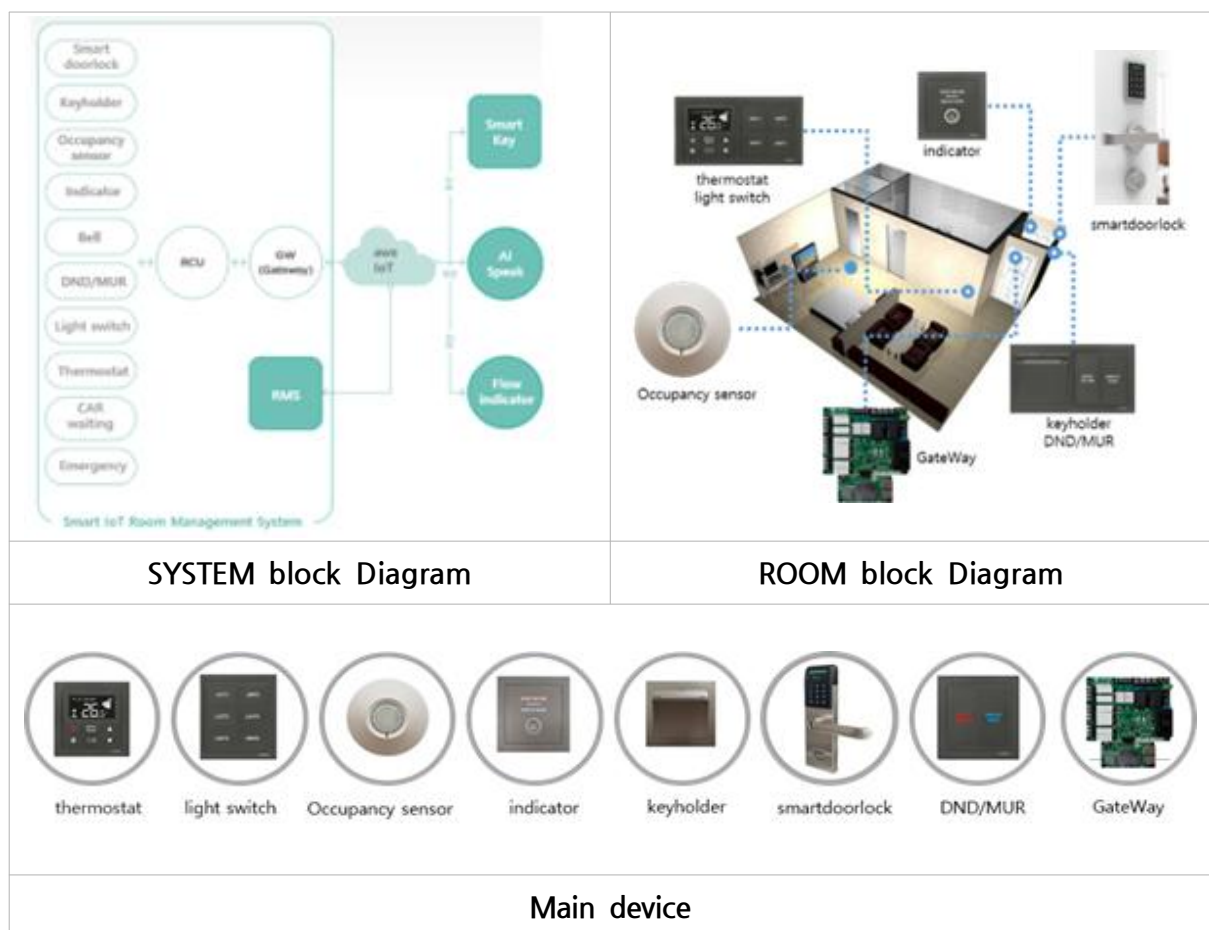 Smart
doorlock
Keyholder
Occupancy
sensor
Indicator
Bell
DND/MUR
Light switch
Thermostat
CAR
waiting
Emergency
RCU
GW
(Gateway)
aws
IoT
RMS
Smart
Key
AI
Speak
Flow
indicator
Smart IoT Room Management System
SYSTEM block Diagram
thermostat
light switch
indicator
smartdoorlock
Occupancy sensor
GateWay
keyholder
DND/MUR
ROOM block Diagram
thermostat
light switch
Occupancy sensor
indicator
keyholder
smartdoorlock
DND/MUR
GateWay
Main device